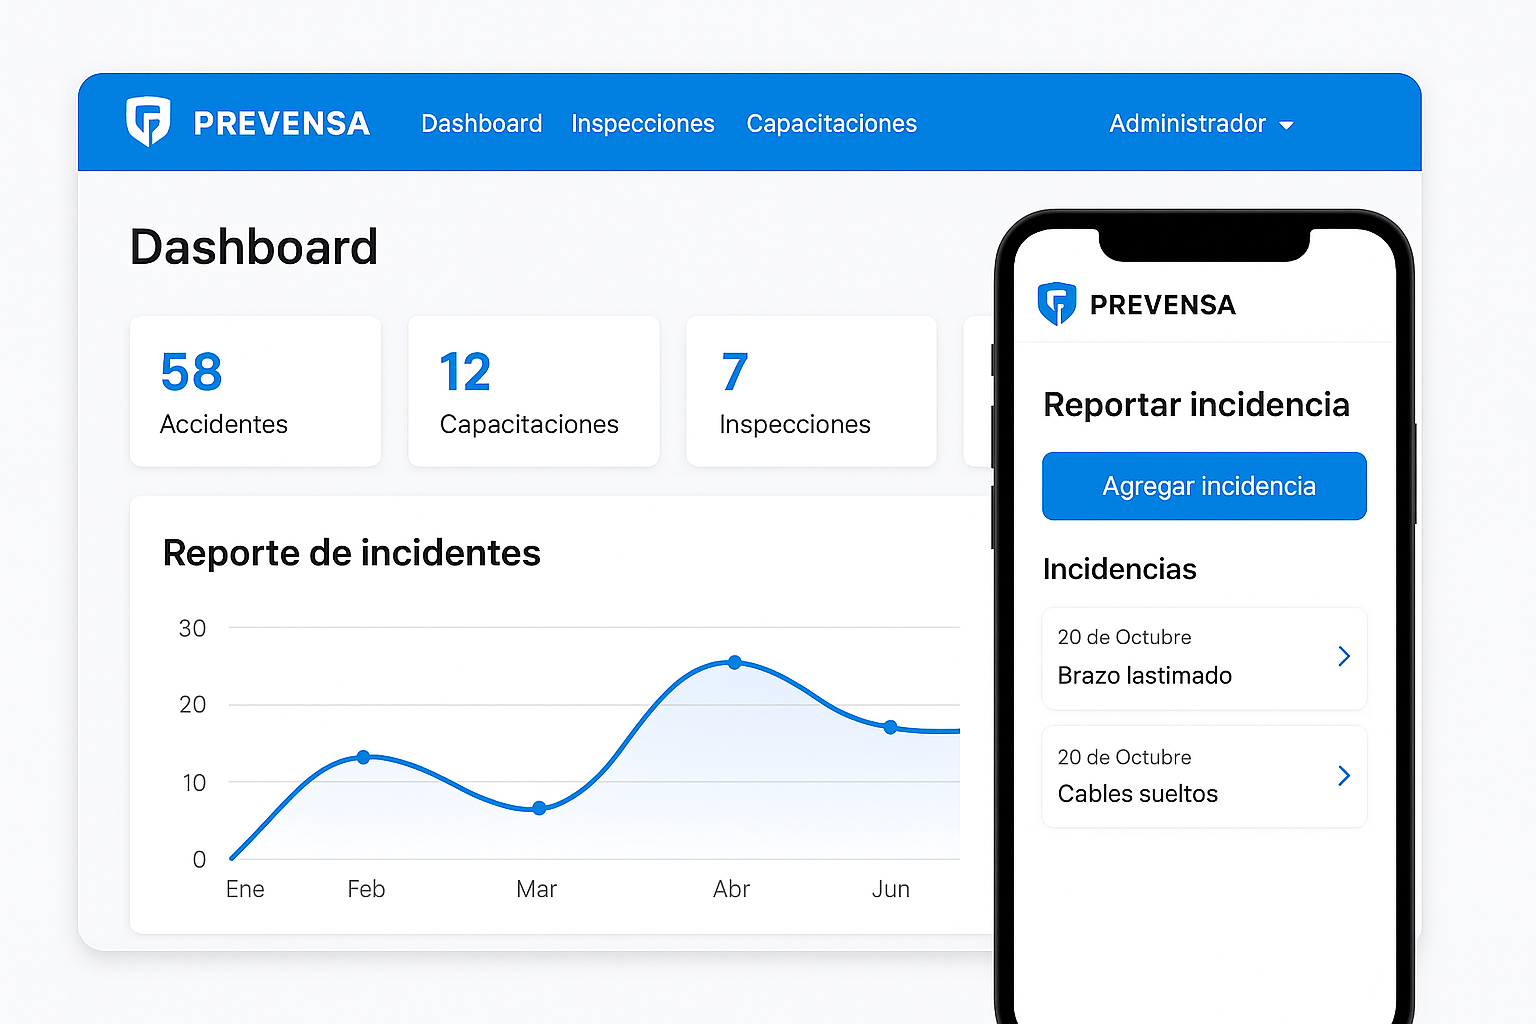 PREVENSA
Dashboard
Inspecciones
Capacitaciones
Administrador
Dashboard
58
Accidentes
12
Capacitaciones
7
Inspecciones
Reporte de incidentes
30
20
10
0
Ene
Feb
Mar
Abr
Jun
PREVENSA
Reportar incidencia
Agregar incidencia
Incidencias
20 de Octubre
Brazo lastimado
20 de Octubre
Cables sueltos